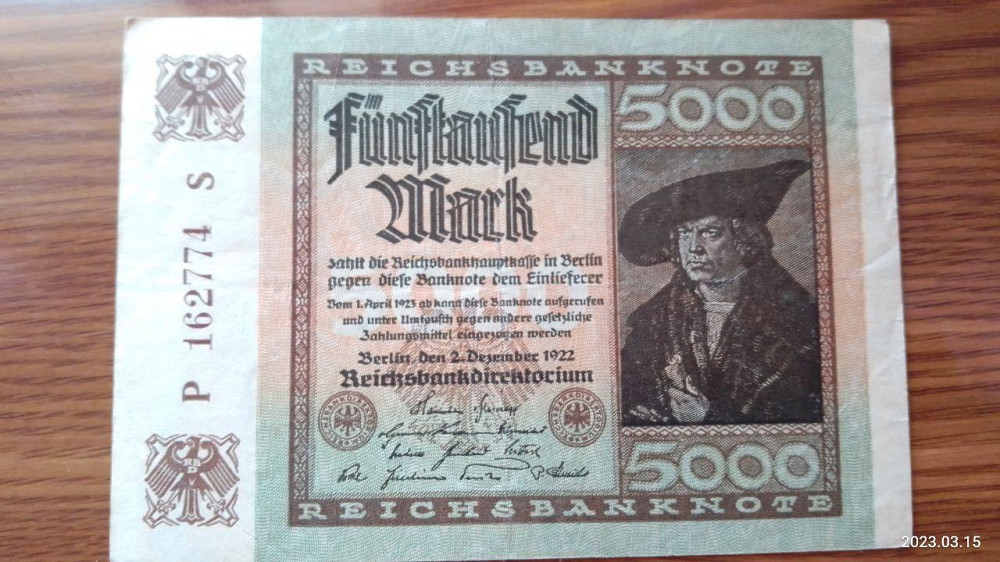 P 162774 S
REICHSBANKNOTE
5000
Fünftausend
Mark
zahlt die Reichsbankhauptkasse in Berlin
gegen diese Banknote dem Einlieferer
Vom 1. April 1923 ab kann diese Banknote aufgerufen
und unter Umtausch gegen andere gesetzliche
Zahlungsmittel eingezogen werden
Berlin, den 2. Dezember 1922
Reichsbankdirektorium
5000
REICHSBANKNOTE
2023.03.15